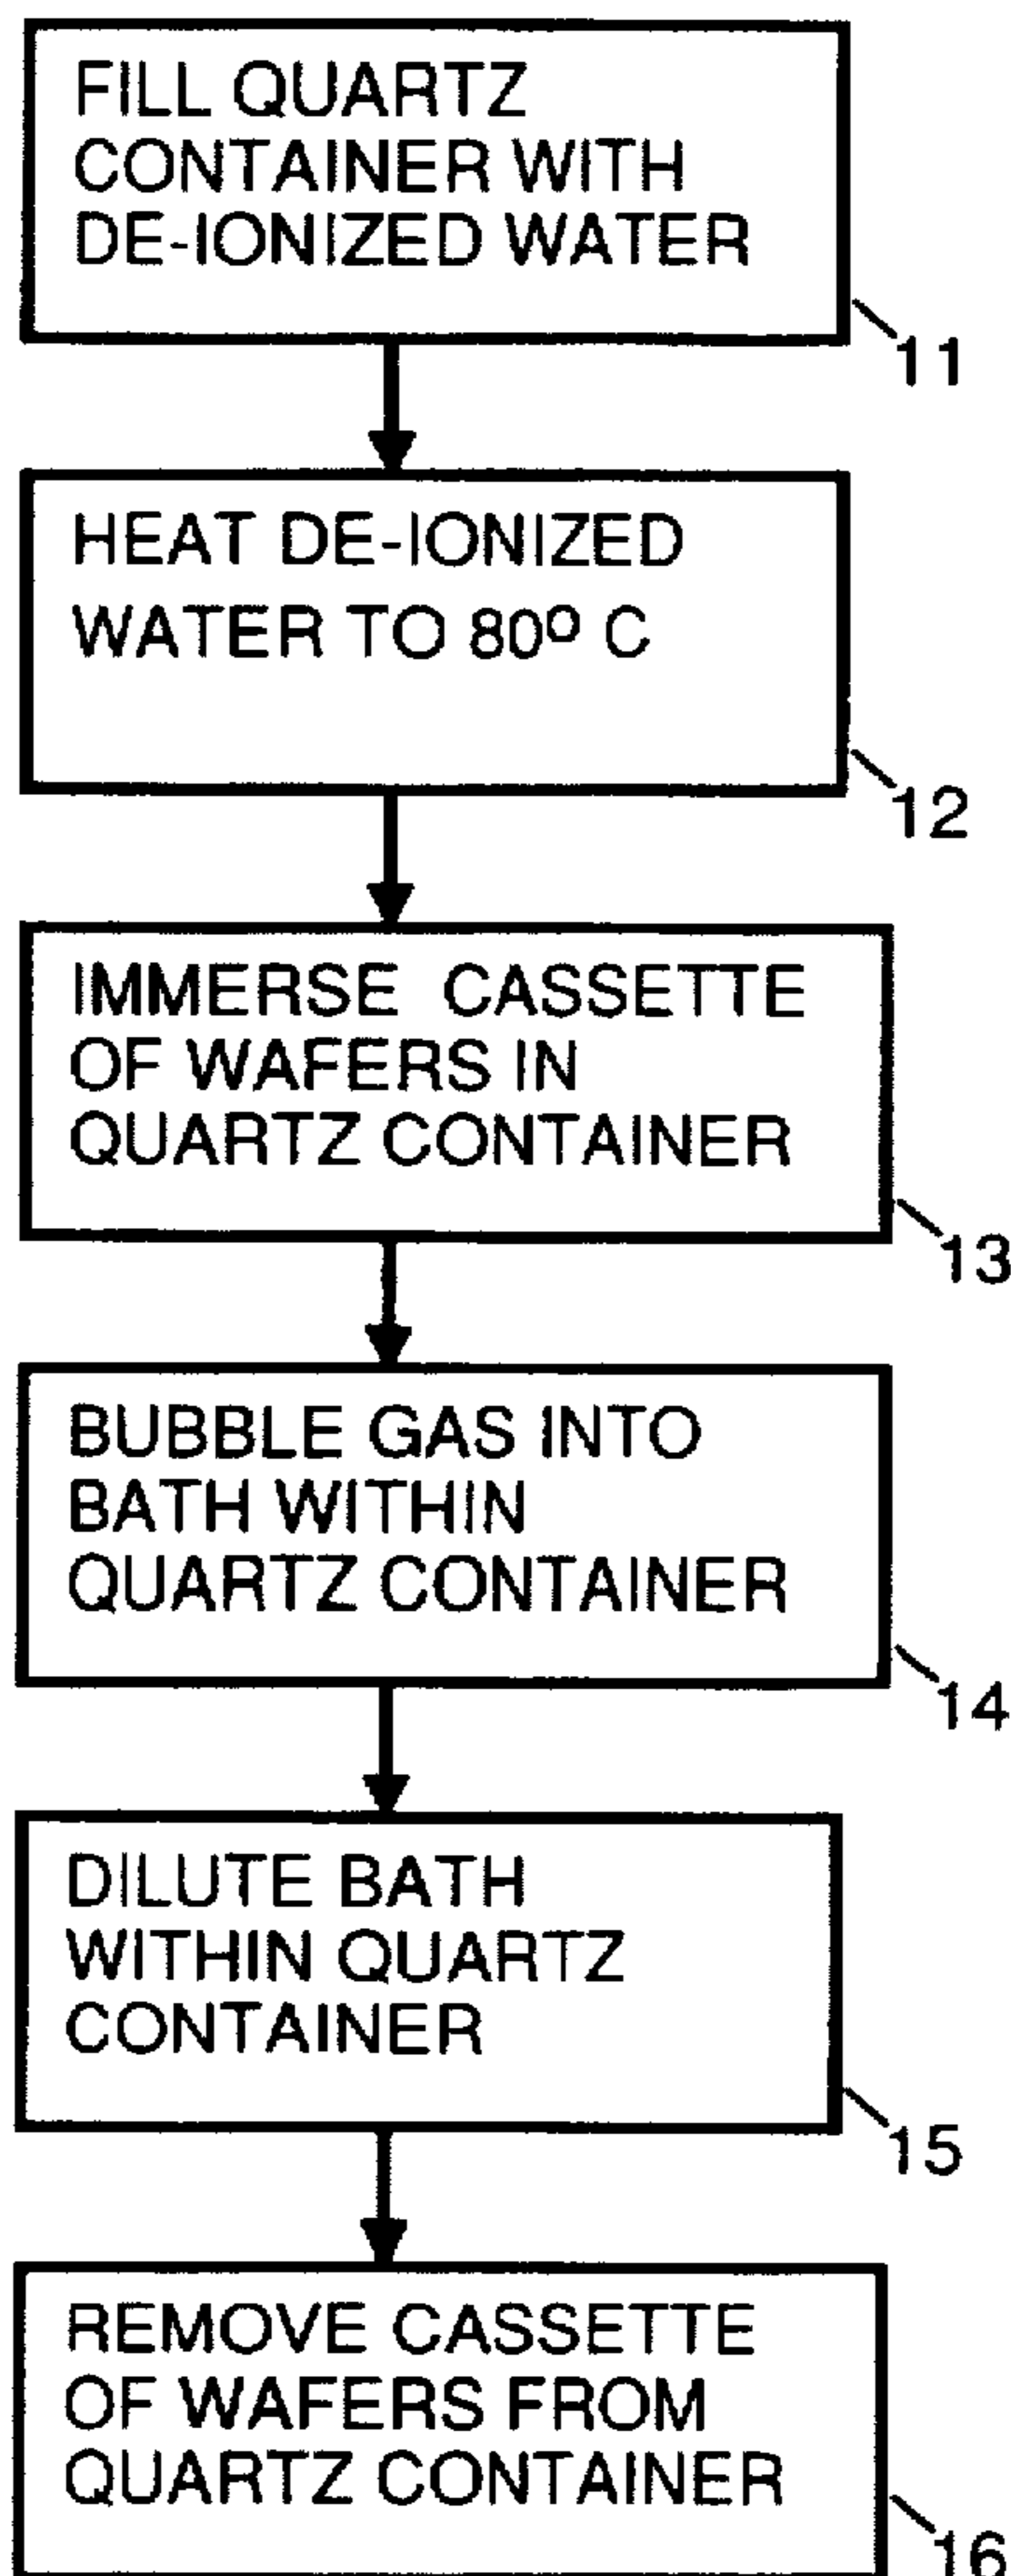 FILL QUARTZ
CONTAINER WITH
DE-IONIZED WATER
11
HEAT DE-IONIZED
WATER TO 80º C
12
IMMERSE CASSETTE
OF WAFERS IN
QUARTZ CONTAINER
13
BUBBLE GAS INTO
BATH WITHIN
QUARTZ CONTAINER
14
DILUTE BATH
WITHIN QUARTZ
CONTAINER
15
REMOVE CASSETTE
OF WAFERS FROM
QUARTZ CONTAINER
16